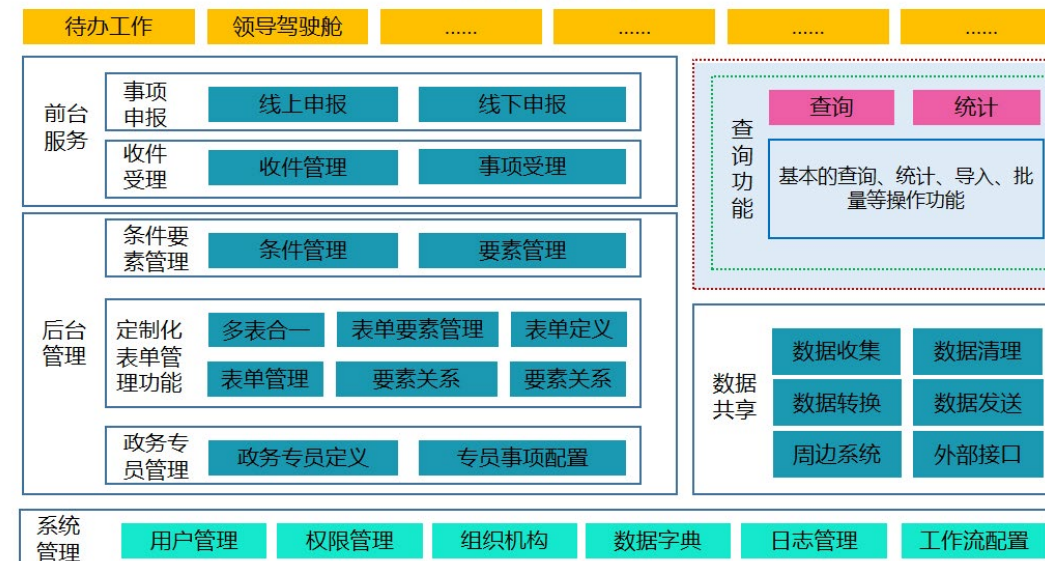 待办工作
领导驾驶舱
......
......
......
......
前台
服务
事项
申报
线上申报
线下申报
收件
受理
收件管理
事项受理
后台
管理
条件要
素管理
条件管理
要素管理
定制化
表单管
理功能
多表合一
表单要素管理
表单定义
表单管理
要素关系
要素关系
政务专
员管理
政务专员定义
专员事项配置
查
询
功
能
查询
统计
基本的查询、统计、导入、批
量等操作功能
数据
共享
数据收集
数据清理
数据转换
数据发送
周边系统
外部接口
系统
管理
用户管理
权限管理
组织机构
数据字典
日志管理
工作流配置